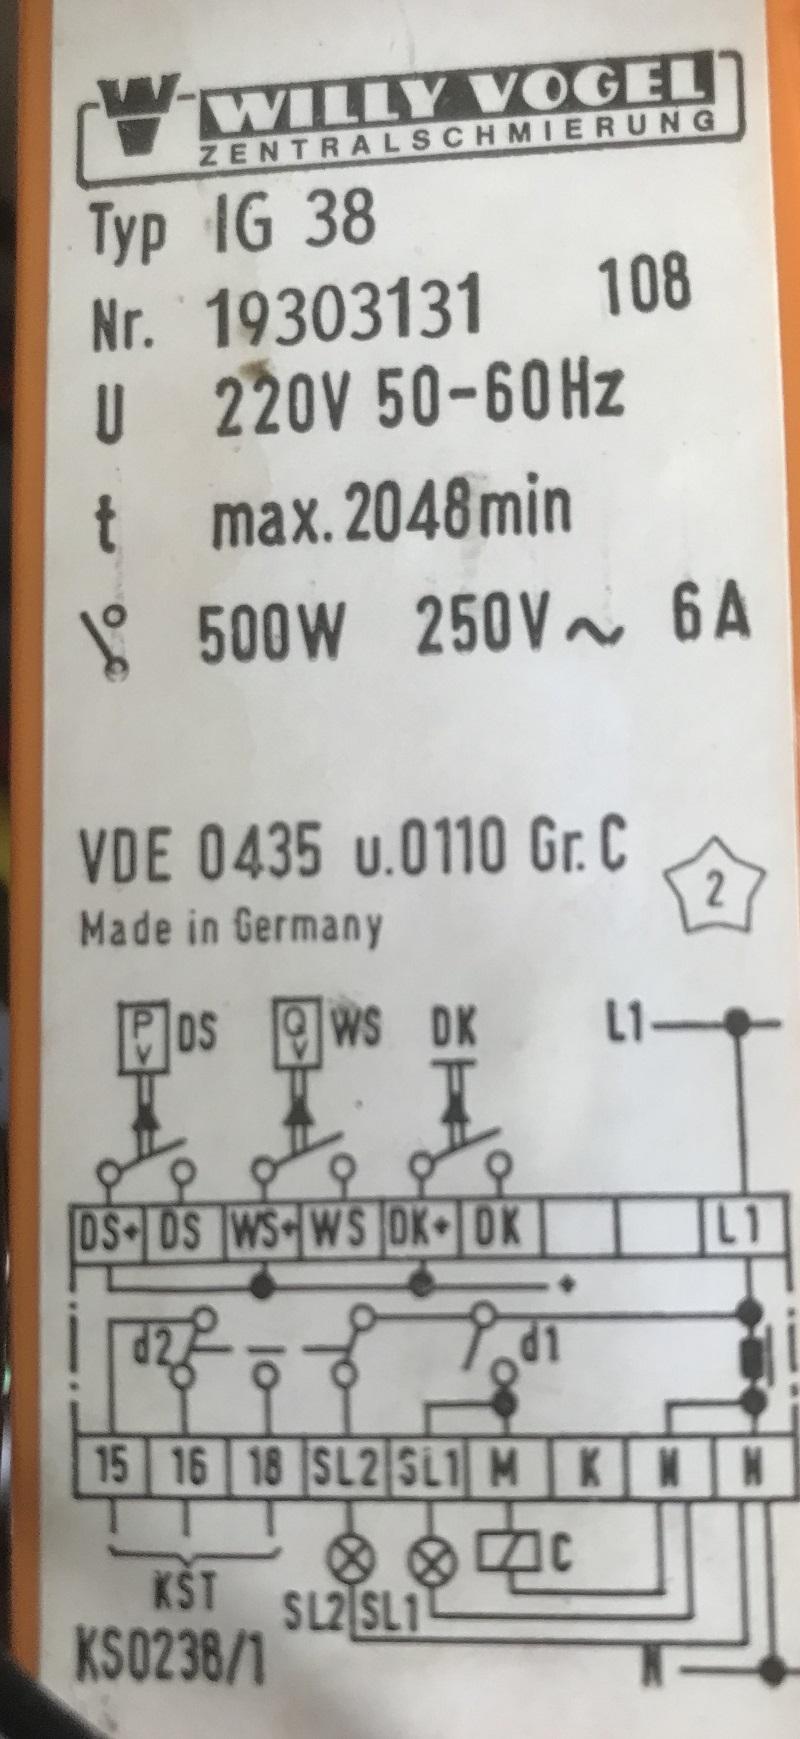 WILLY VOGEL
ZENTRALSCHMIERUNG
Typ IG 38
Nr. 19303131 108
U 220V 50-60Hz
t max. 2048min
500W 250V~ 6A
VDE 0435 u.0110 Gr. C
2
Made in Germany
P V DS Q V WS DK L1
DS+ DS WS+ WS DK+ DK L1
+
d2 d1
15 16 18 SL2 SL1 M K N N
C
KST
SL2 SL1
KS0238/1
N